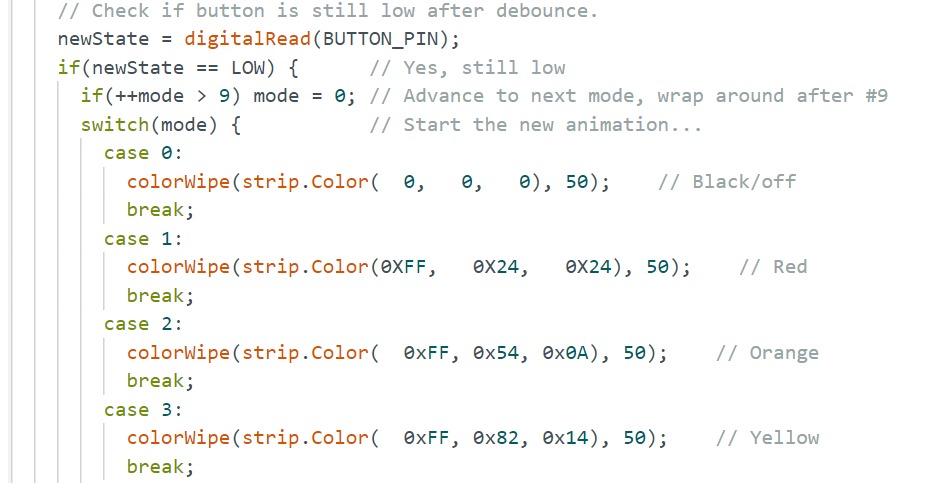 // Check if button is still low after debounce.
newState = digitalRead(BUTTON_PIN);
if(newState == LOW) {      // Yes, still low
if(++mode > 9) mode = 0; // Advance to next mode, wrap around after #9
switch(mode) {           // Start the new animation...
case 0:
colorWipe(strip.Color(  0,   0,   0), 50);    // Black/off
break;
case 1:
colorWipe(strip.Color(0XFF,   0X24,   0X24), 50);    // Red
break;
case 2:
colorWipe(strip.Color(  0xFF, 0x54, 0x0A), 50);    // Orange
break;
case 3:
colorWipe(strip.Color(  0xFF, 0x82, 0x14), 50);    // Yellow
break;